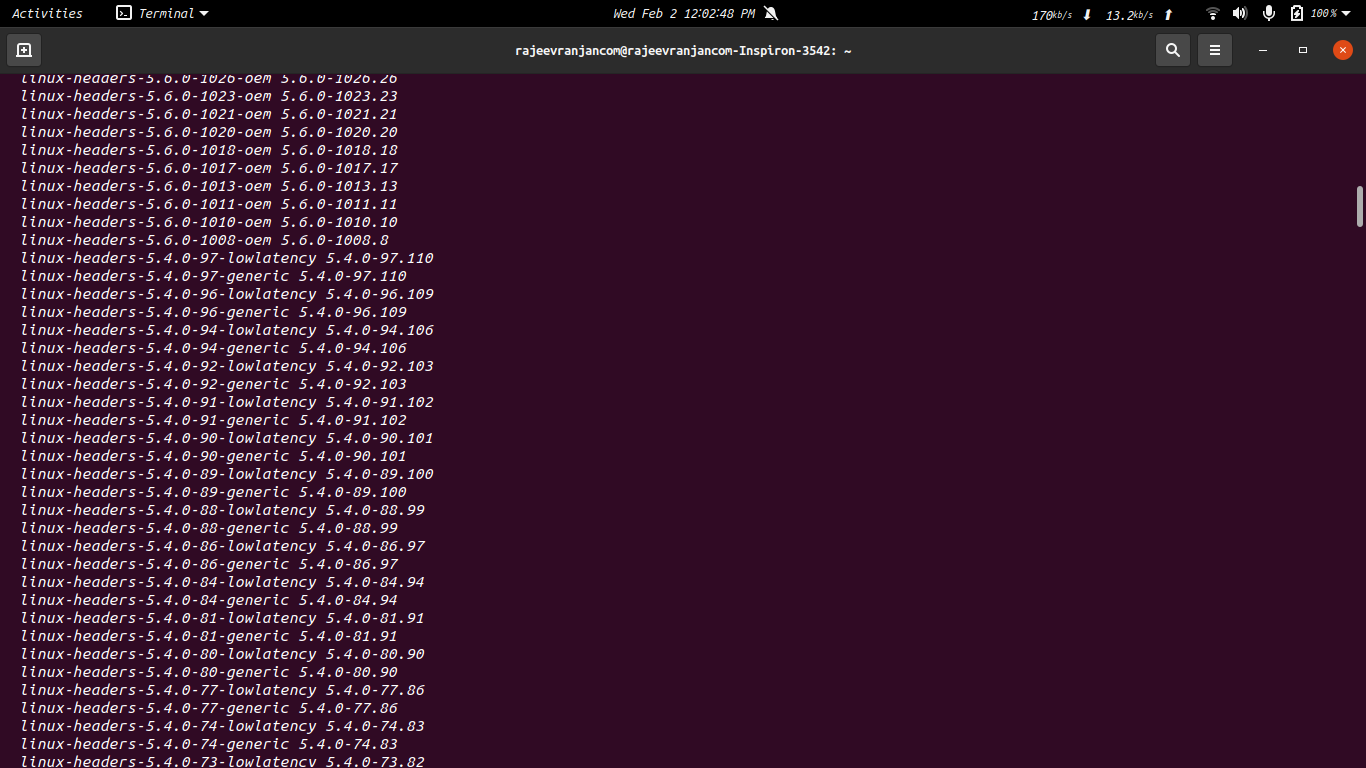 Activities Terminal Wed Feb 2 12:02:48 PM 170kb/s 13.2kb/s 100%
rajeevranjancom@rajeevranjancom-Inspiron-3542: ~
linux-headers-5.6.0-1026-oem 5.6.0-1026.26
linux-headers-5.6.0-1023-oem 5.6.0-1023.23
linux-headers-5.6.0-1021-oem 5.6.0-1021.21
linux-headers-5.6.0-1020-oem 5.6.0-1020.20
linux-headers-5.6.0-1018-oem 5.6.0-1018.18
linux-headers-5.6.0-1017-oem 5.6.0-1017.17
linux-headers-5.6.0-1013-oem 5.6.0-1013.13
linux-headers-5.6.0-1011-oem 5.6.0-1011.11
linux-headers-5.6.0-1010-oem 5.6.0-1010.10
linux-headers-5.6.0-1008-oem 5.6.0-1008.8
linux-headers-5.4.0-97-lowlatency 5.4.0-97.110
linux-headers-5.4.0-97-generic 5.4.0-97.110
linux-headers-5.4.0-96-lowlatency 5.4.0-96.109
linux-headers-5.4.0-96-generic 5.4.0-96.109
linux-headers-5.4.0-94-lowlatency 5.4.0-94.106
linux-headers-5.4.0-94-generic 5.4.0-94.106
linux-headers-5.4.0-92-lowlatency 5.4.0-92.103
linux-headers-5.4.0-92-generic 5.4.0-92.103
linux-headers-5.4.0-91-lowlatency 5.4.0-91.102
linux-headers-5.4.0-91-generic 5.4.0-91.102
linux-headers-5.4.0-90-lowlatency 5.4.0-90.101
linux-headers-5.4.0-90-generic 5.4.0-90.101
linux-headers-5.4.0-89-lowlatency 5.4.0-89.100
linux-headers-5.4.0-89-generic 5.4.0-89.100
linux-headers-5.4.0-88-lowlatency 5.4.0-88.99
linux-headers-5.4.0-88-generic 5.4.0-88.99
linux-headers-5.4.0-86-lowlatency 5.4.0-86.97
linux-headers-5.4.0-86-generic 5.4.0-86.97
linux-headers-5.4.0-84-lowlatency 5.4.0-84.94
linux-headers-5.4.0-84-generic 5.4.0-84.94
linux-headers-5.4.0-81-lowlatency 5.4.0-81.91
linux-headers-5.4.0-81-generic 5.4.0-81.91
linux-headers-5.4.0-80-lowlatency 5.4.0-80.90
linux-headers-5.4.0-80-generic 5.4.0-80.90
linux-headers-5.4.0-77-lowlatency 5.4.0-77.86
linux-headers-5.4.0-77-generic 5.4.0-77.86
linux-headers-5.4.0-74-lowlatency 5.4.0-74.83
linux-headers-5.4.0-74-generic 5.4.0-74.83
linux-headers-5.4.0-73-lowlatency 5.4.0-73.82